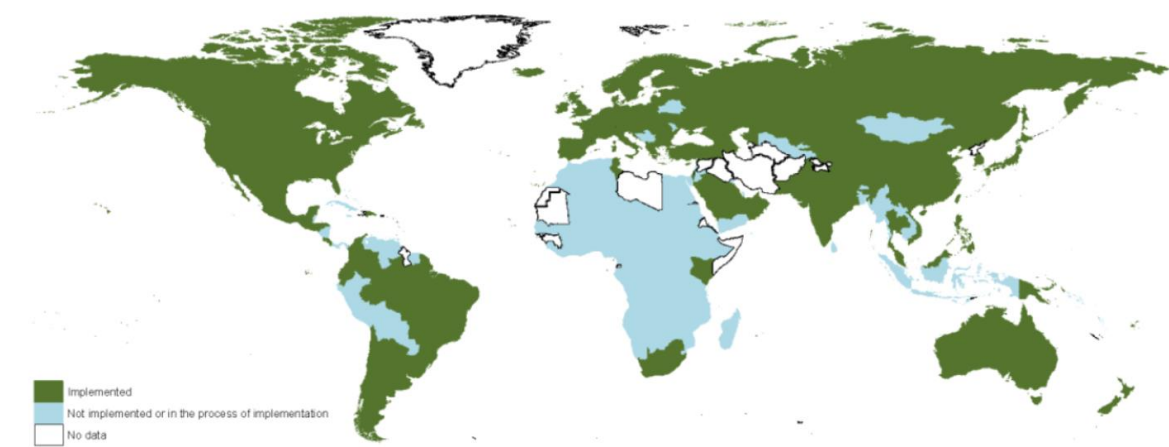 Implemented
Not implemented or in the process of implementation
No data